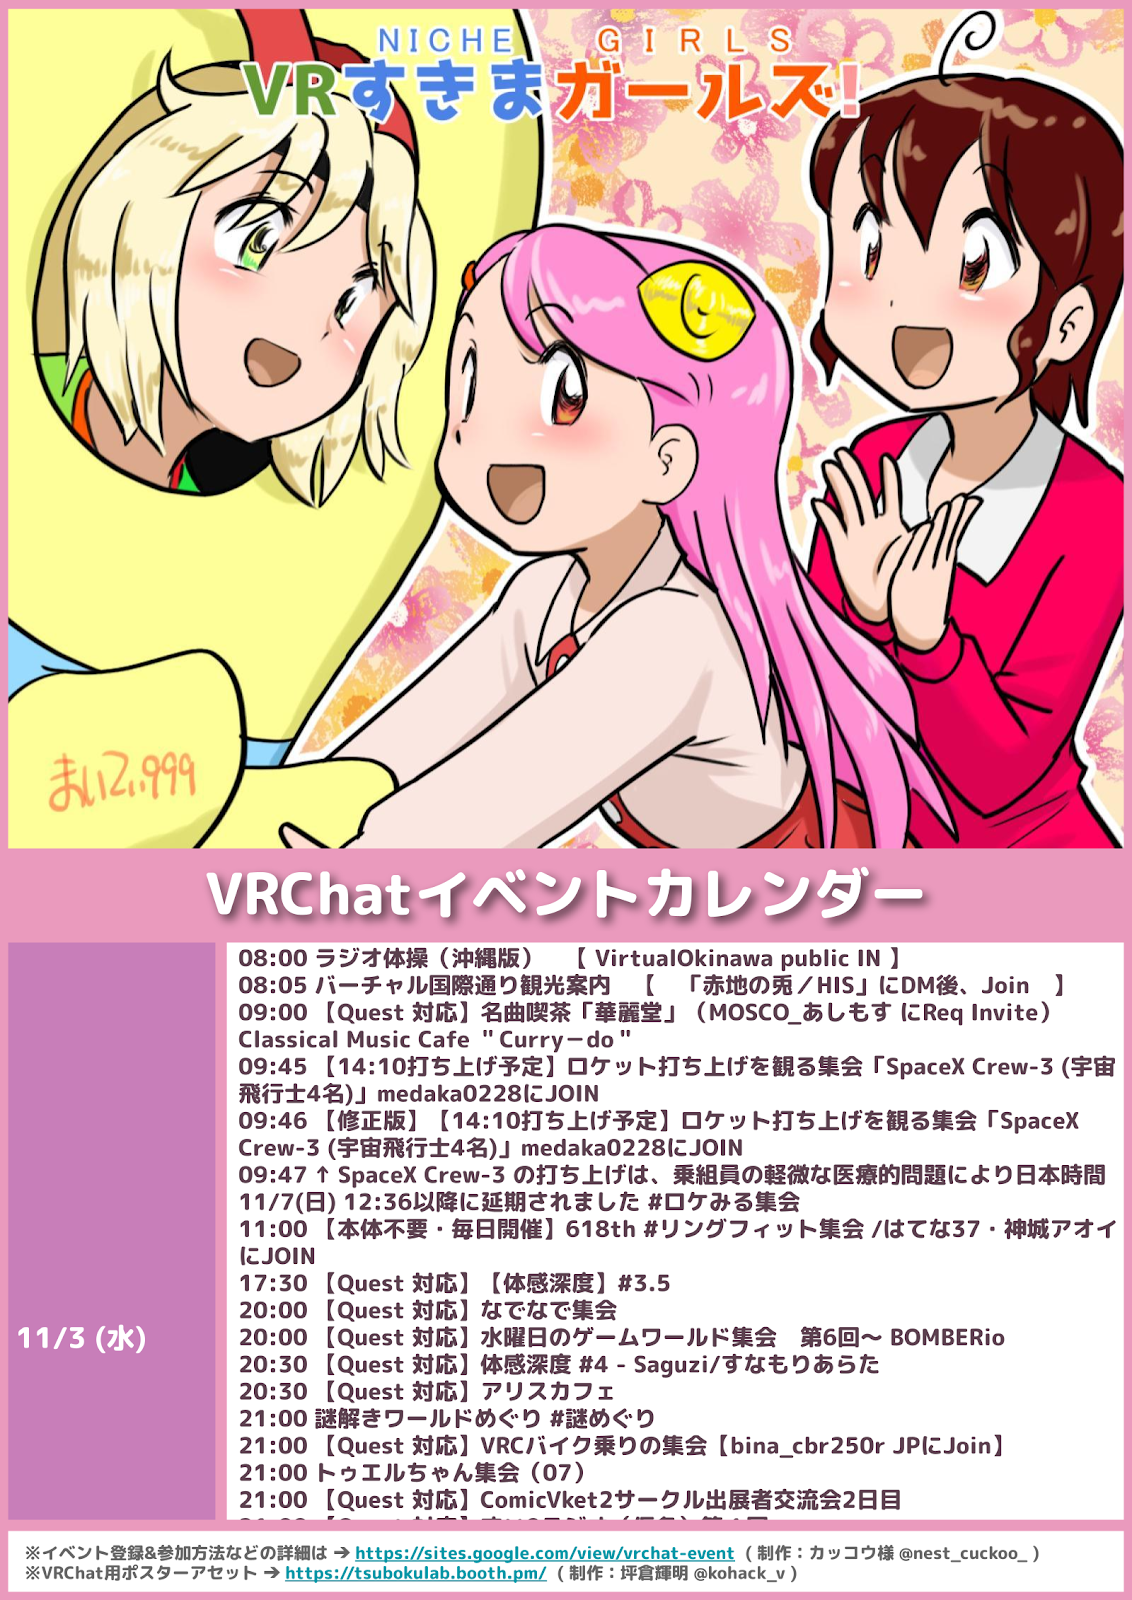 NICHE GIRLS
VRすきまガールズ!
まいてぃ999
VRChatイベントカレンダー
11/3 (水)
08:00 ラジオ体操（沖縄版）　【 VirtualOkinawa public IN 】
08:05 バーチャル国際通り観光案内　【　「赤地の兎／HIS」にDM後、Join　】
09:00 【Quest 対応】名曲喫茶「華麗堂」（MOSCO_あしもす にReq Invite）
Classical Music Cafe ＂Curry－do＂
09:45 【14:10打ち上げ予定】ロケット打ち上げを観る集会「SpaceX Crew-3 (宇宙
飛行士4名)」medaka0228にJOIN
09:46 【修正版】【14:10打ち上げ予定】ロケット打ち上げを観る集会「SpaceX
Crew-3 (宇宙飛行士4名)」medaka0228にJOIN
09:47 ↑ SpaceX Crew-3 の打ち上げは、乗組員の軽微な医療的問題により日本時間
11/7(日) 12:36以降に延期されました #ロケみる集会
11:00 【本体不要・毎日開催】618th #リングフィット集会 /はてな37・神城アオイ
にJOIN
17:30 【Quest 対応】【体感深度】#3.5
20:00 【Quest 対応】なでなで集会
20:00 【Quest 対応】水曜日のゲームワールド集会　第6回～ BOMBERio
20:30 【Quest 対応】体感深度 #4 - Saguzi/すなもりあらた
20:30 【Quest 対応】アリスカフェ
21:00 謎解きワールドめぐり #謎めぐり
21:00 【Quest 対応】VRCバイク乗りの集会【bina_cbr250r JPにJoin】
21:00 トゥエルちゃん集会（07）
21:00 【Quest 対応】ComicVket2サークル出展者交流会2日目
※イベント登録&参加方法などの詳細は ➔ https://sites.google.com/view/vrchat-event （ 制作：カッコウ様 @nest_cuckoo_ ）
※VRChat用ポスターアセット ➔ https://tsubokulab.booth.pm/ （ 制作：坪倉輝明 @kohack_v ）